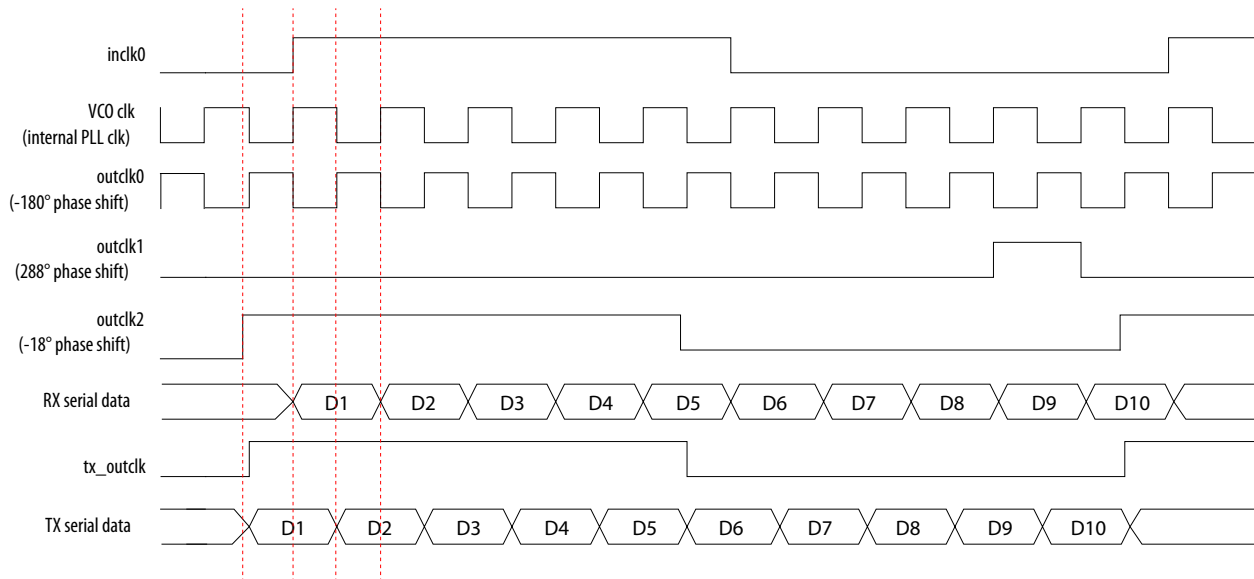 inclk0
VCO clk
(internal PLL clk)
outclk0
(-180° phase shift)
outclk1
(288° phase shift)
outclk2
(-18° phase shift)
RX serial data D1 D2 D3 D4 D5 D6 D7 D8 D9 D10
tx_outclk
TX serial data D1 D2 D3 D4 D5 D6 D7 D8 D9 D10